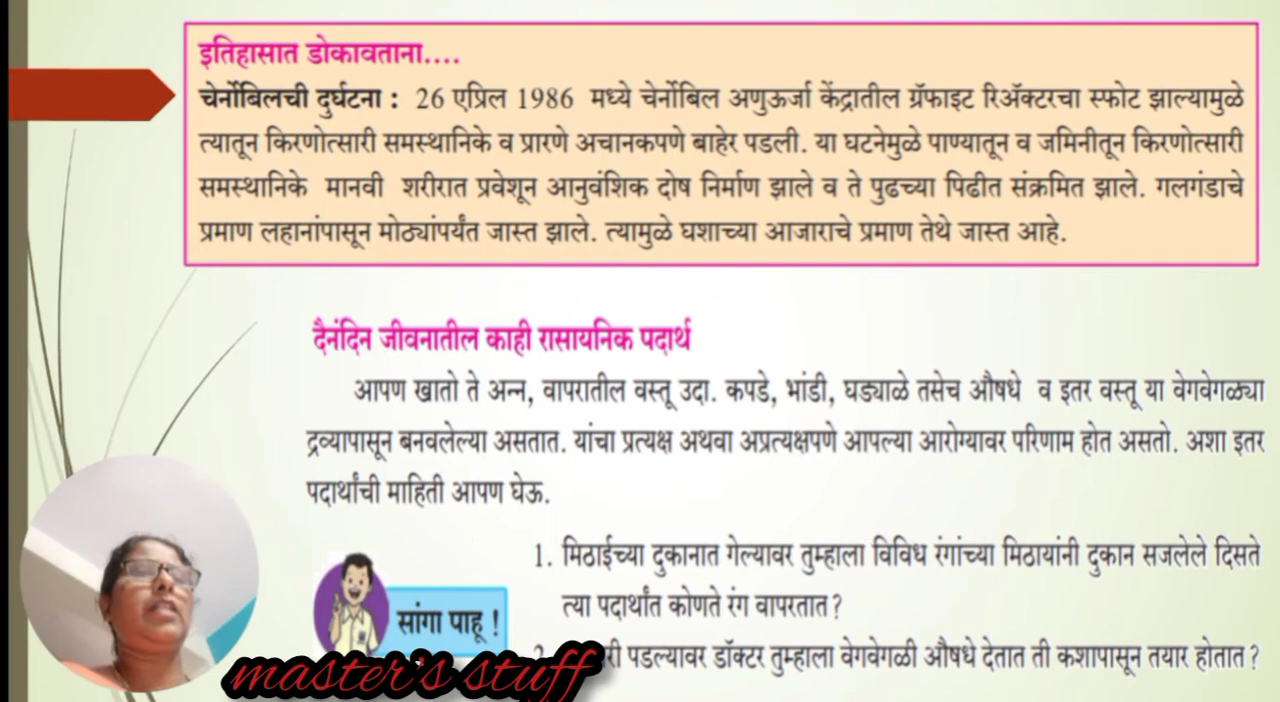 इतिहासात डोकावताना....
चेर्नोबिलची दुर्घटना : 26 एप्रिल 1986 मध्ये चेर्नोबिल अणुऊर्जा केंद्रातील ग्रॅफाइट रिॲक्टरचा स्फोट झाल्यामुळे
त्यातून किरणोत्सारी समस्थानिके व प्रारणे अचानकपणे बाहेर पडली. या घटनेमुळे पाण्यातून व जमिनीतून किरणोत्सारी
समस्थानिके मानवी शरीरात प्रवेशून आनुवंशिक दोष निर्माण झाले व ते पुढच्या पिढीत संक्रमित झाले. गलगंडाचे
प्रमाण लहानांपासून मोठ्यांपर्यंत जास्त झाले. त्यामुळे घशाच्या आजाराचे प्रमाण तेथे जास्त आहे.
दैनंदिन जीवनातील काही रासायनिक पदार्थ
आपण खातो ते अन्न, वापरातील वस्तू उदा. कपडे, भांडी, घड्याळे तसेच औषधे व इतर वस्तू या वेगवेगळ्या
द्रव्यापासून बनवलेल्या असतात. यांचा प्रत्यक्ष अथवा अप्रत्यक्षपणे आपल्या आरोग्यावर परिणाम होत असतो. अशा इतर
पदार्थांची माहिती आपण घेऊ.
सांगा पाहू !
1. मिठाईच्या दुकानात गेल्यावर तुम्हाला विविध रंगांच्या मिठायांनी दुकान सजलेले दिसते
त्या पदार्थांत कोणते रंग वापरतात ?
पडल्यावर डॉक्टर तुम्हाला वेगवेगळी औषधे देतात ती कशापासून तयार होतात ?
master's stuff